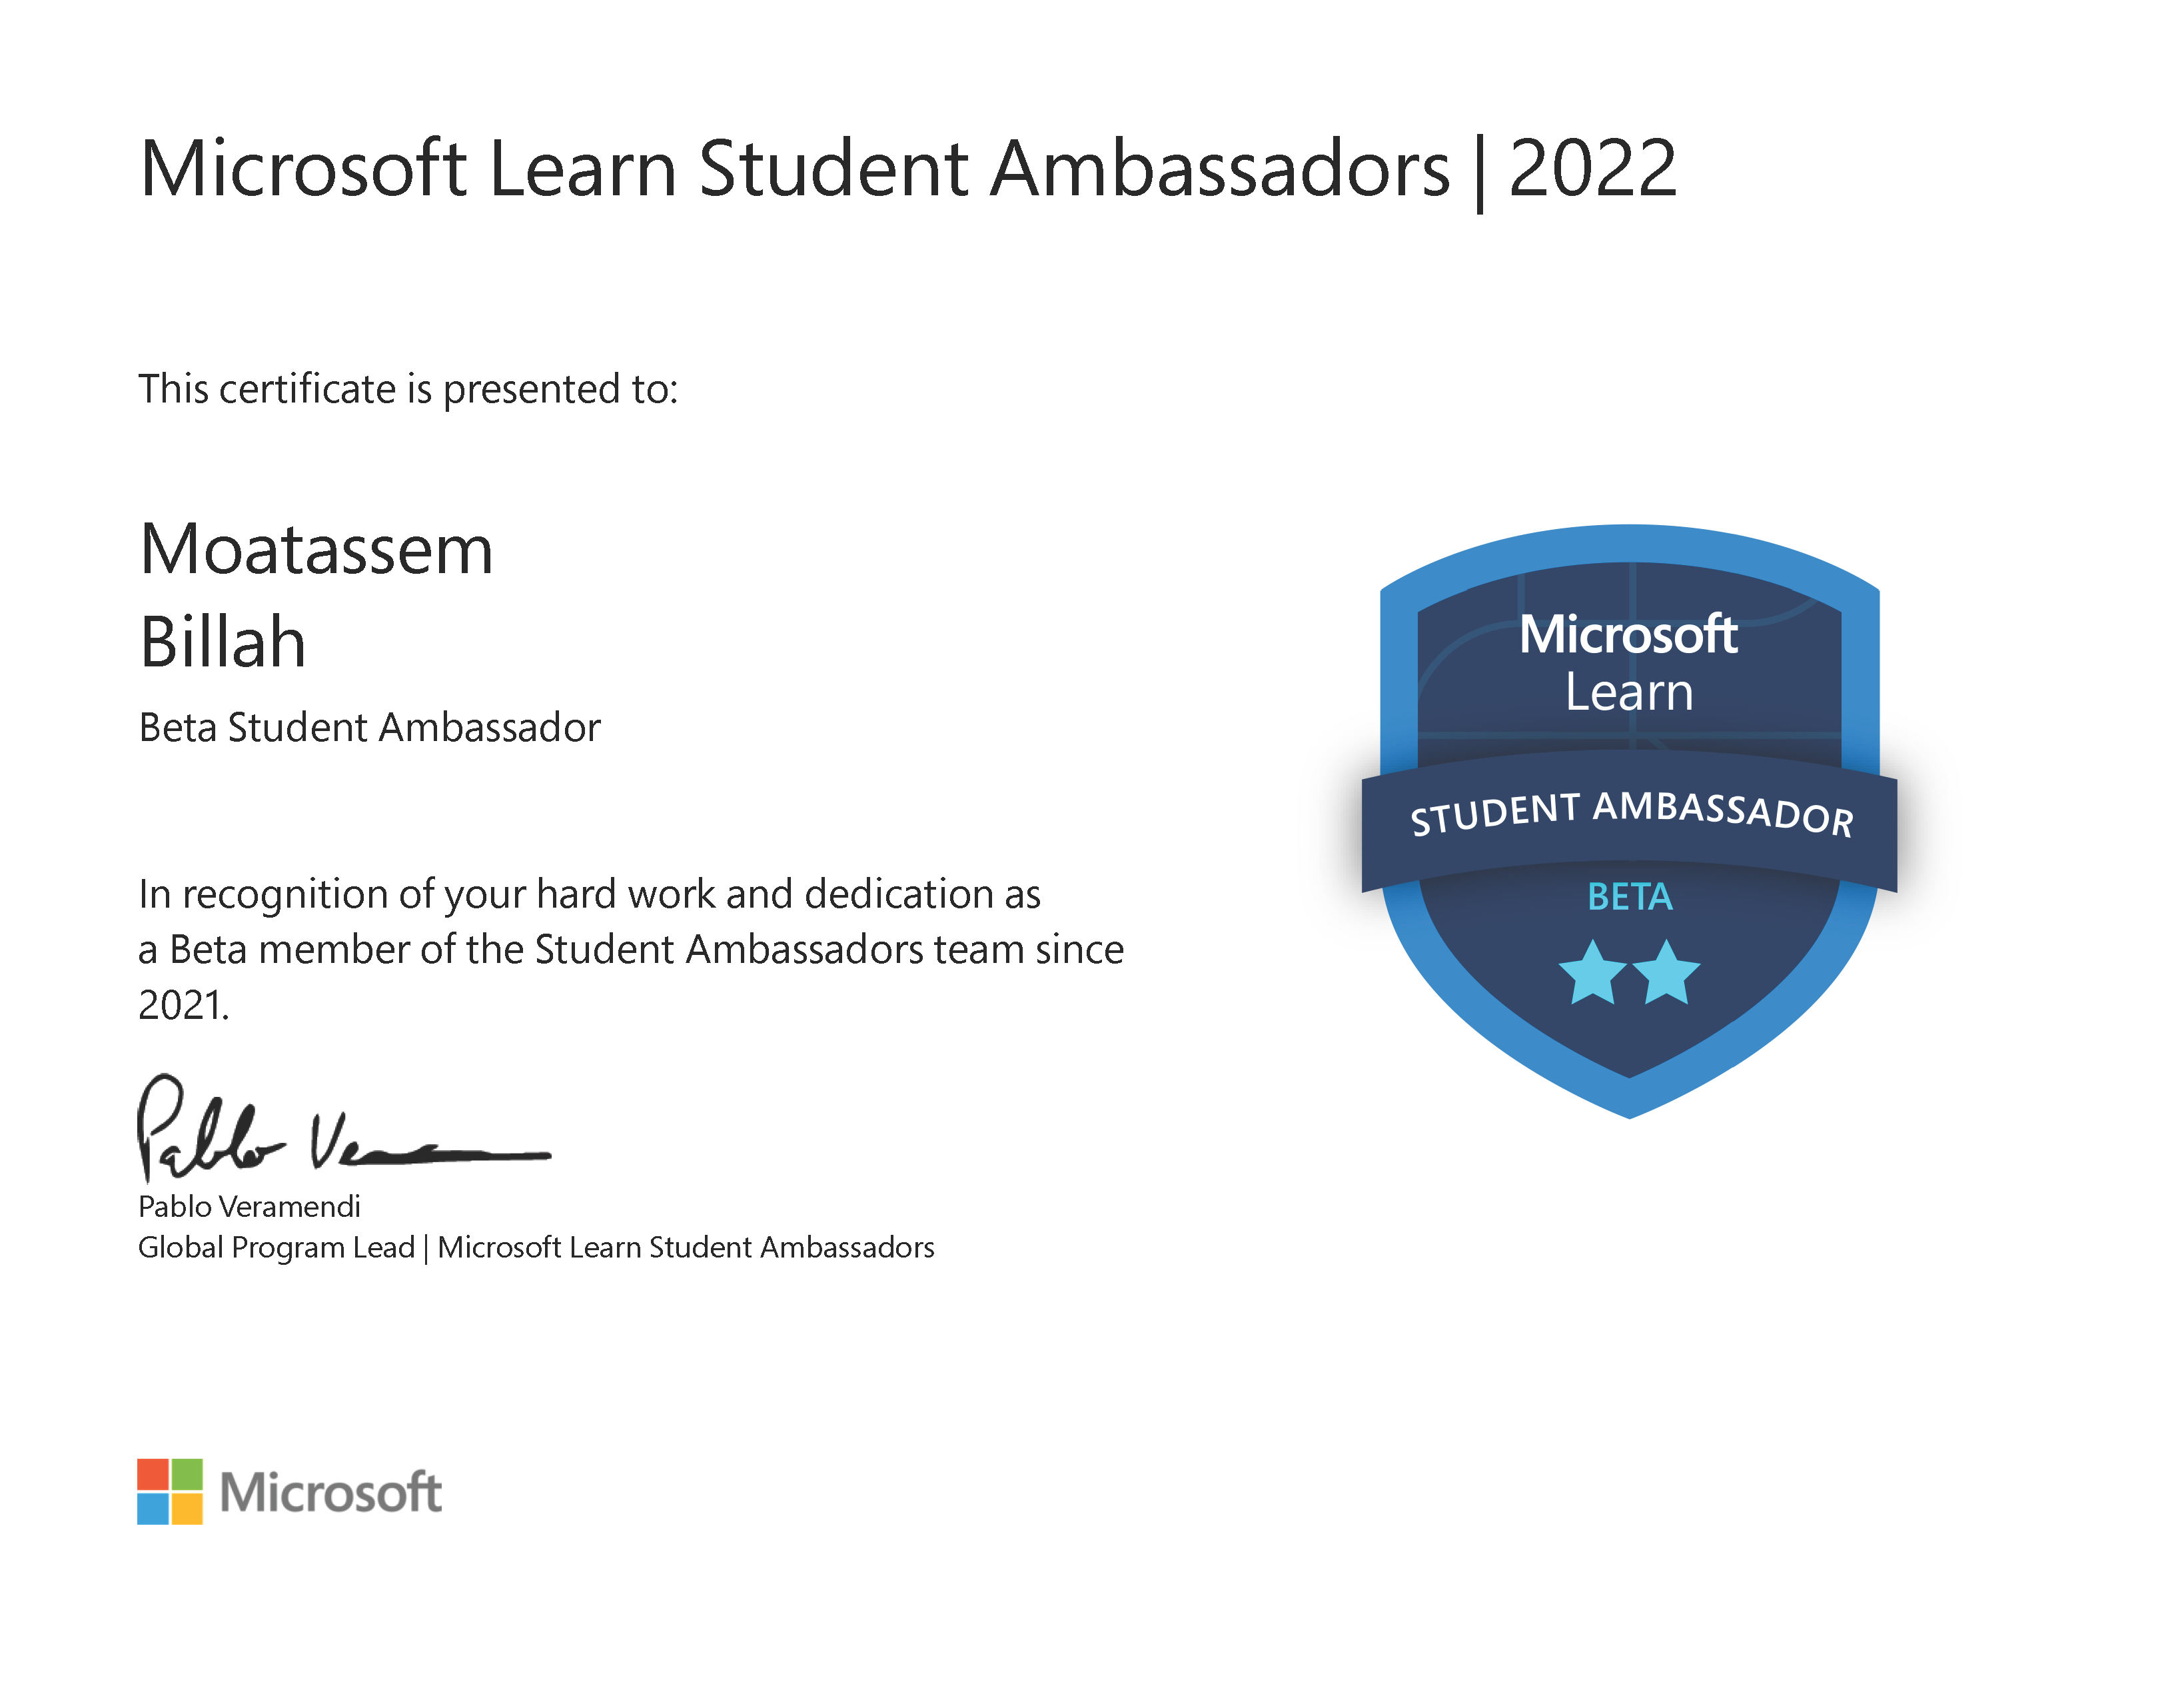 Microsoft Learn Student Ambassadors | 2022
This certificate is presented to:
Moatassem
Billah
Beta Student Ambassador
In recognition of your hard work and dedication as
a Beta member of the Student Ambassadors team since
2021.
Pablo Ve
Pablo Veramendi
Global Program Lead | Microsoft Learn Student Ambassadors
Microsoft
Microsoft
Learn
STUDENT AMBASSADOR
BETA